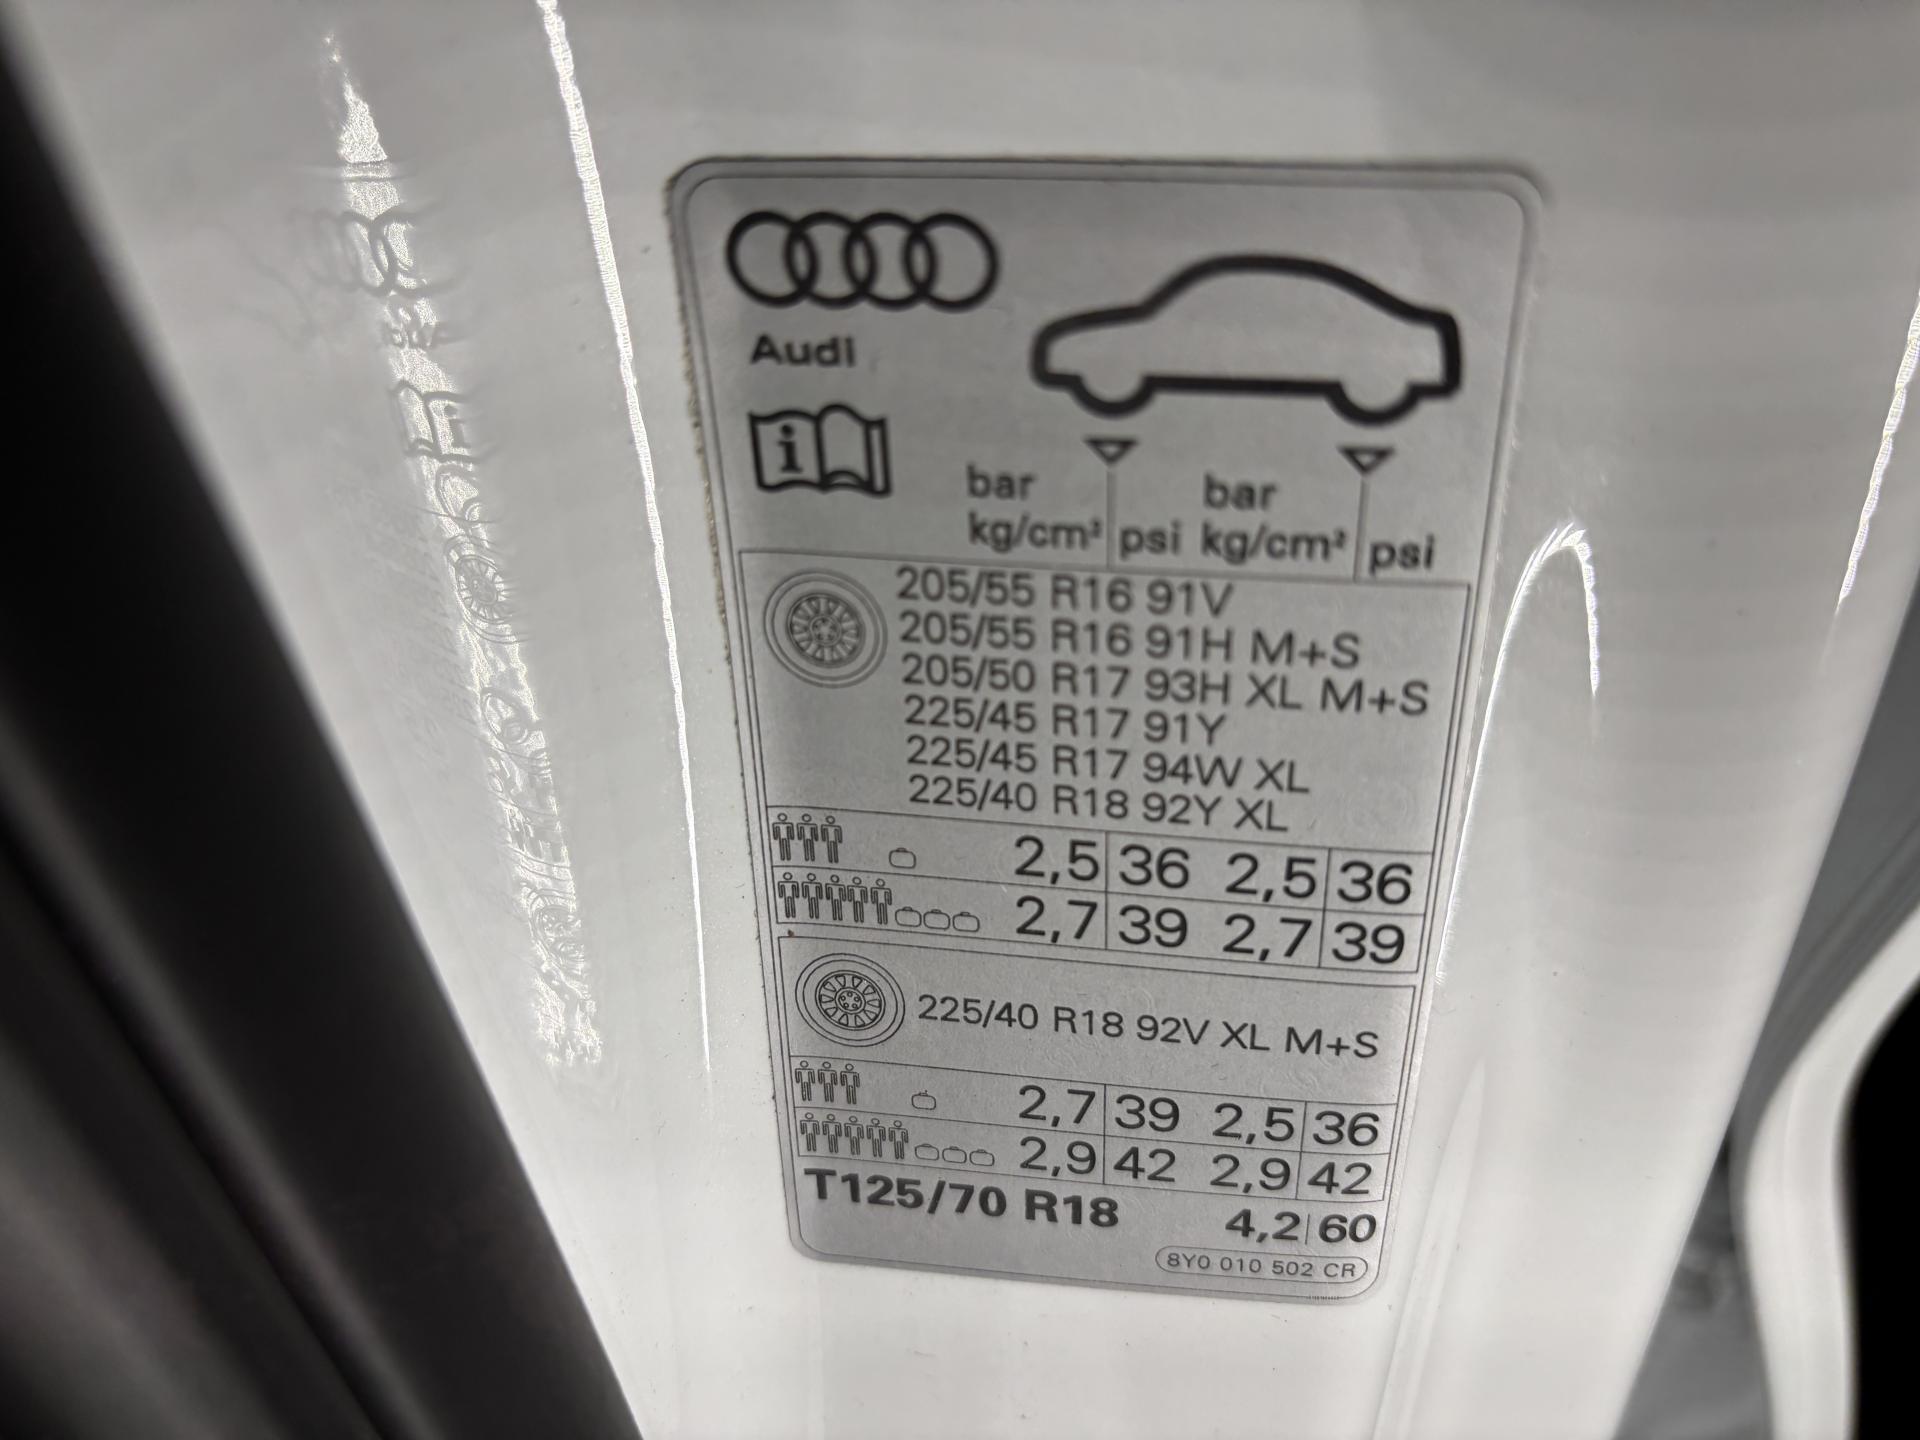 Audi
i
bar bar
kg/cm² psi kg/cm² psi
205/55 R16 91V
205/55 R16 91H M+S
205/50 R17 93H XL M+S
225/45 R17 91Y
225/45 R17 94W XL
225/40 R18 92Y XL
2,5 36 2,5 36
2,7 39 2,7 39
225/40 R18 92V XL M+S
2,7 39 2,5 36
2,9 42 2,9 42
T125/70 R18 4,2 60
8Y0 010 502 CR